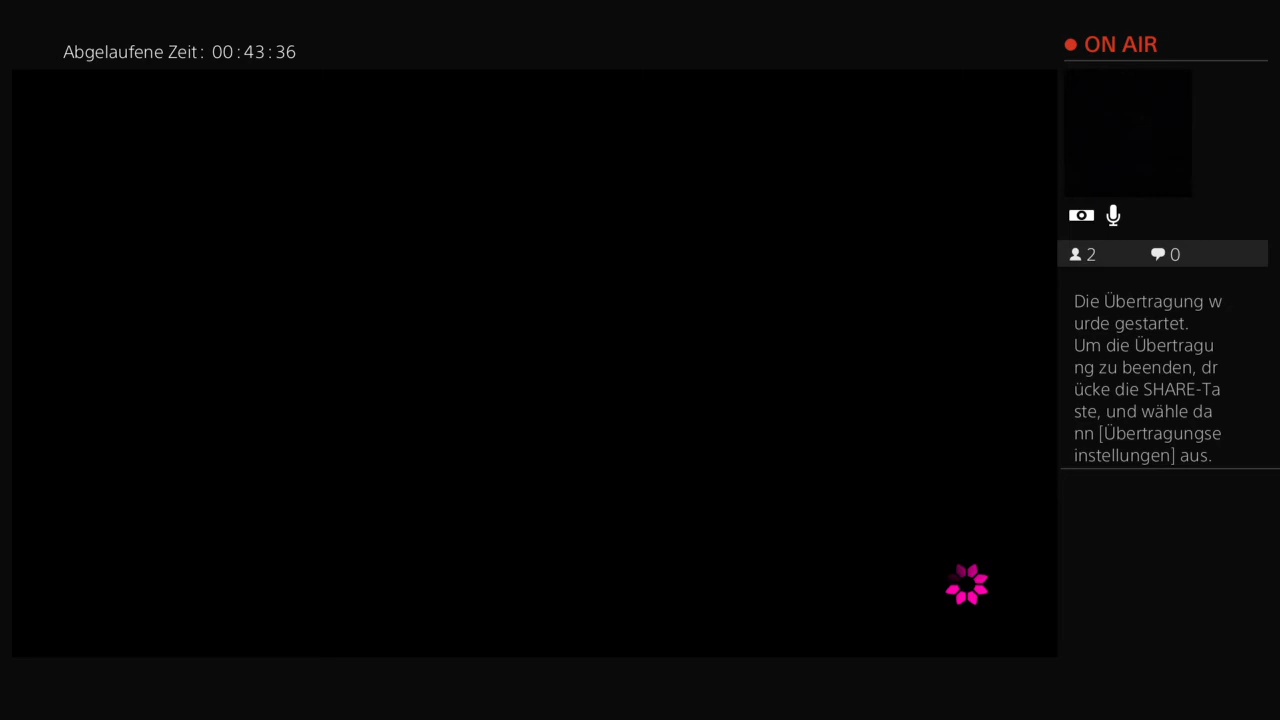 Abgelaufene Zeit: 00:43:36
ON AIR
2 0
Die Übertragung w
urde gestartet.
Um die Übertragu
ng zu beenden, dr
ücke die SHARE-Ta
ste, und wähle da
nn [Übertragungse
instellungen] aus.